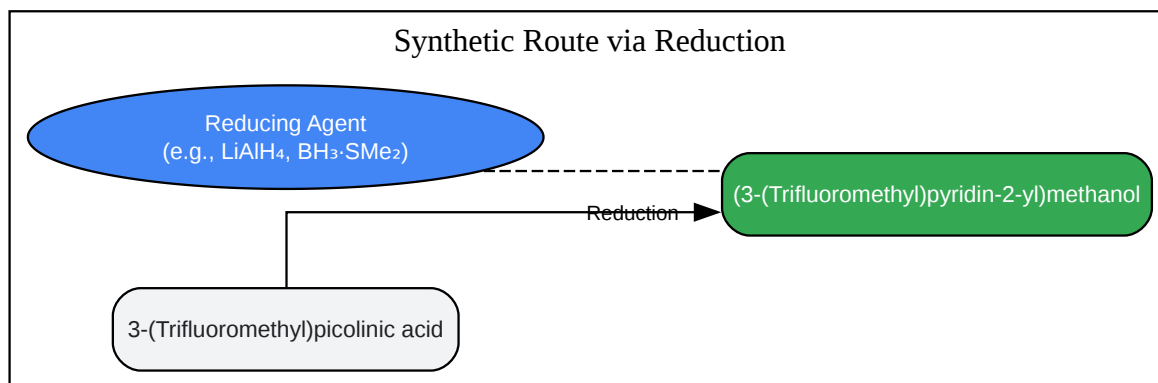 Synthetic Route via Reduction
Reducing Agent
(e.g., LiAlH₄, BH₃·SMe₂)
(3-(Trifluoromethyl)pyridin-2-yl)methanol
Reduction
3-(Trifluoromethyl)picolinic acid